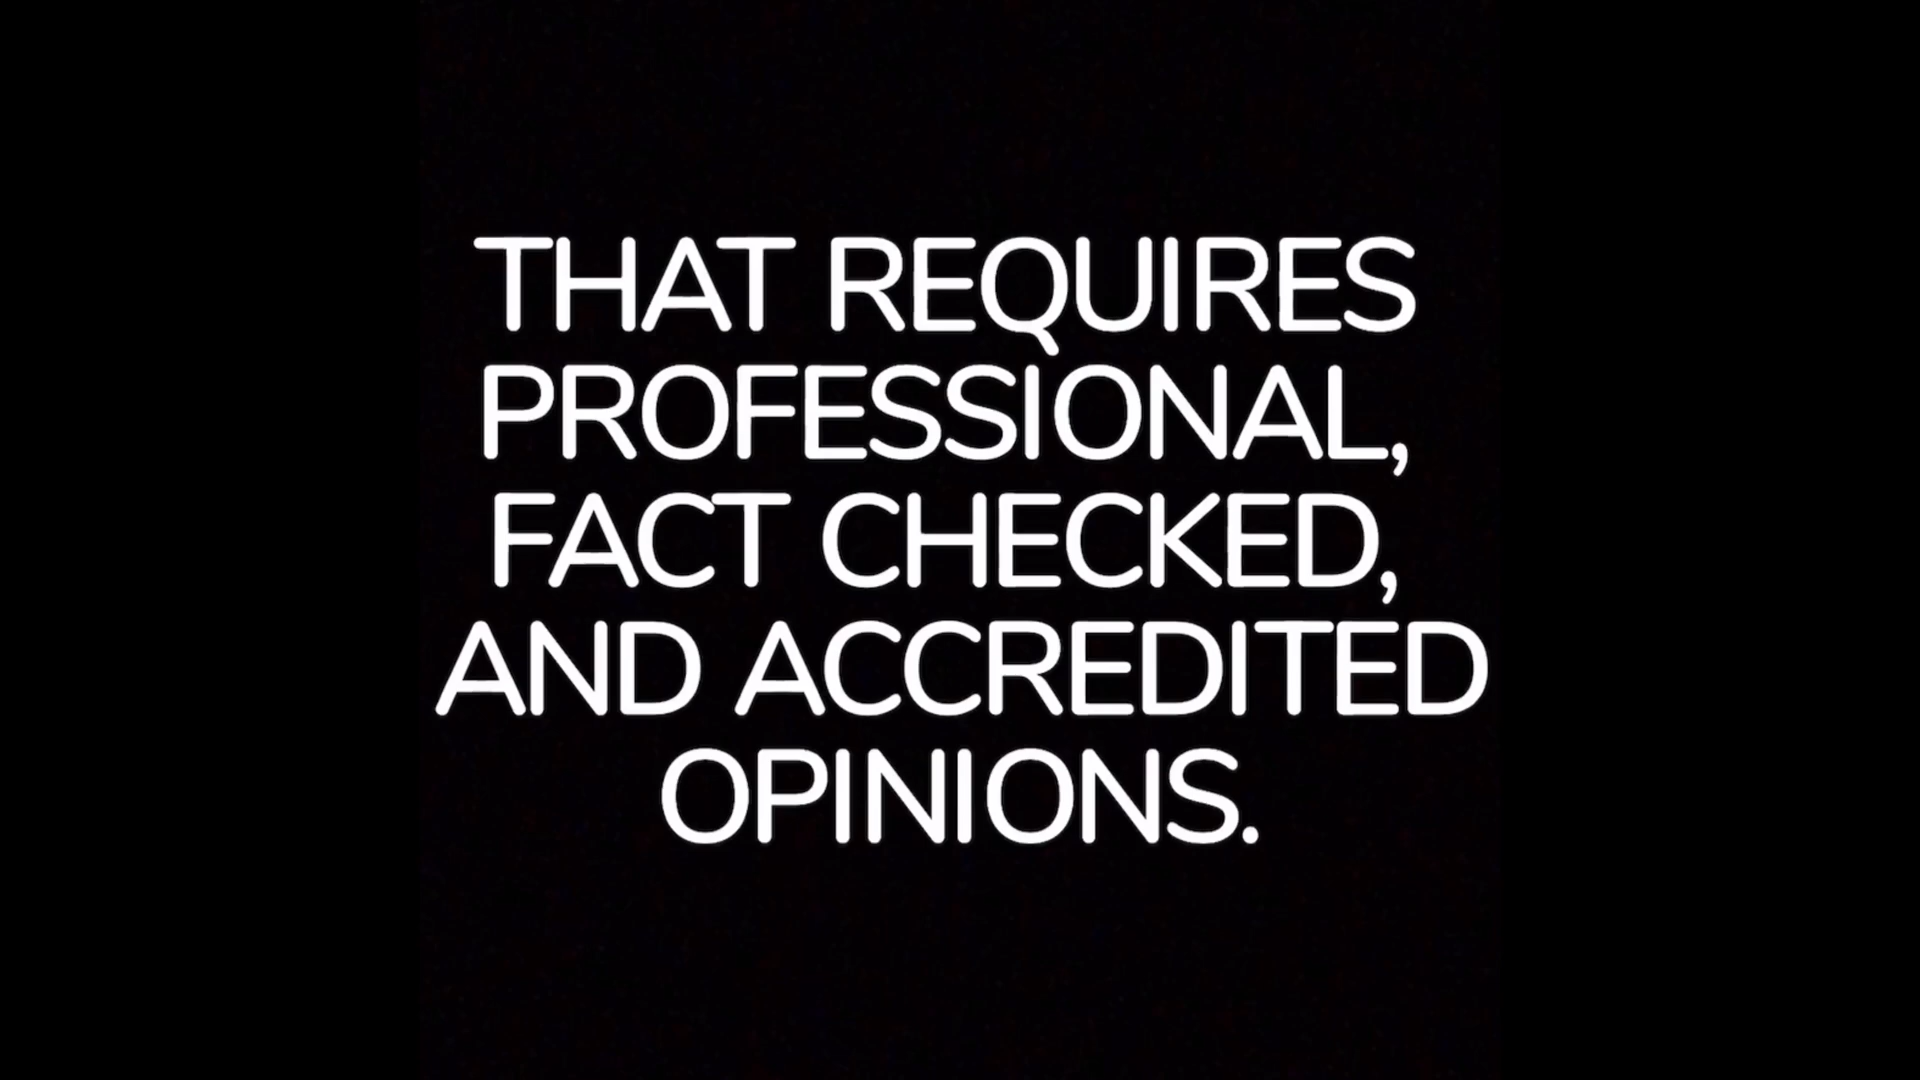 THAT REQUIRES
PROFESSIONAL,
FACT CHECKED,
AND ACCREDITED
OPINIONS.